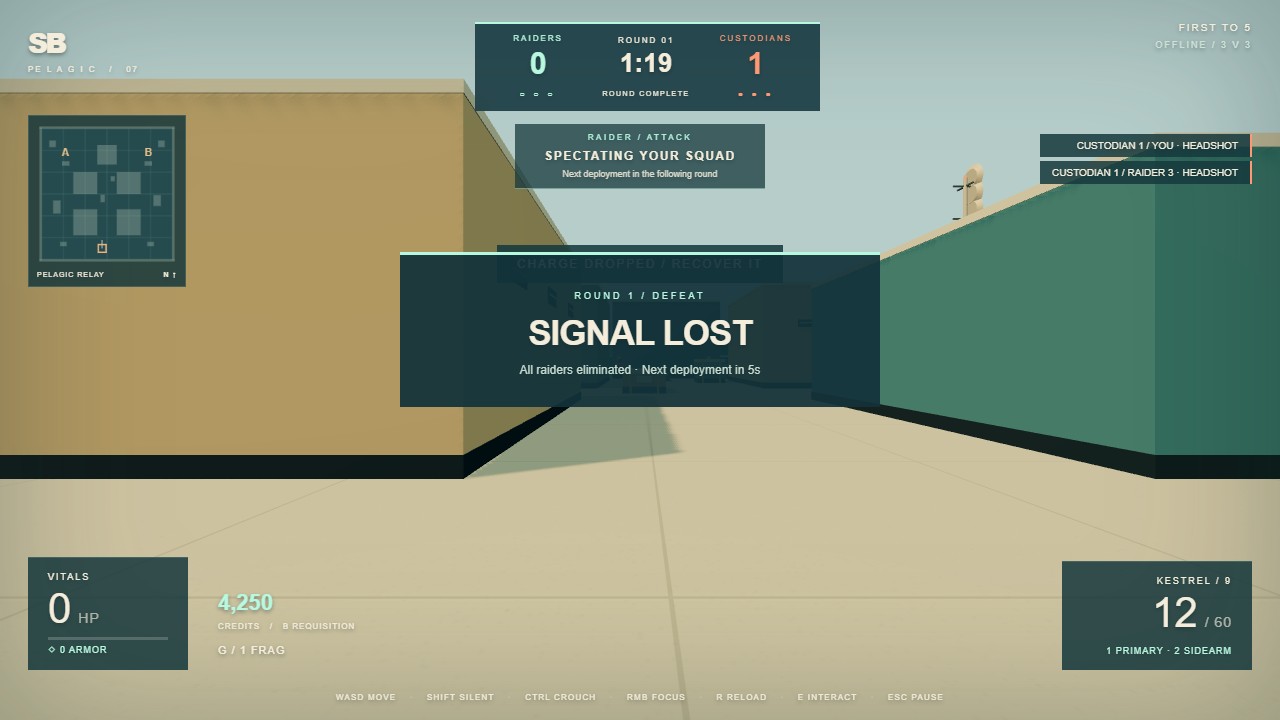 SB
PELAGIC / 07
RAIDERS
0
ROUND 01
1:19
ROUND COMPLETE
CUSTODIANS
1
FIRST TO 5
OFFLINE / 3 V 3
RAIDER / ATTACK
SPECTATING YOUR SQUAD
Next deployment in the following round
CUSTODIAN 1 / YOU · HEADSHOT
CUSTODIAN 1 / RAIDER 3 · HEADSHOT
A B
PELAGIC RELAY N ↑
CHARGE DROPPED / RECOVER IT
ROUND 1 / DEFEAT
SIGNAL LOST
All raiders eliminated · Next deployment in 5s
VITALS
0 HP
◇ 0 ARMOR
4,250
CREDITS / B REQUISITION
G / 1 FRAG
KESTREL / 9
12 / 60
1 PRIMARY · 2 SIDEARM
WASD MOVE · SHIFT SILENT · CTRL CROUCH · RMB FOCUS · R RELOAD · E INTERACT · ESC PAUSE